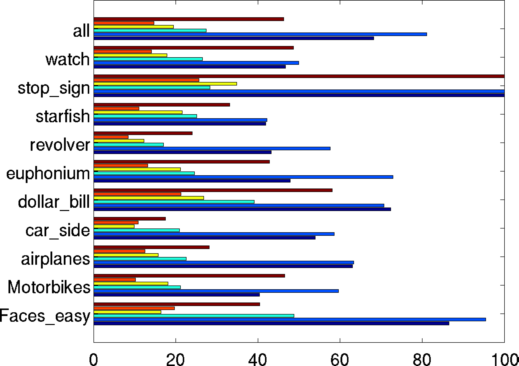 all
watch
stop_sign
starfish
revolver
euphonium
dollar_bill
car_side
airplanes
Motorbikes
Faces_easy
0 20 40 60 80 100